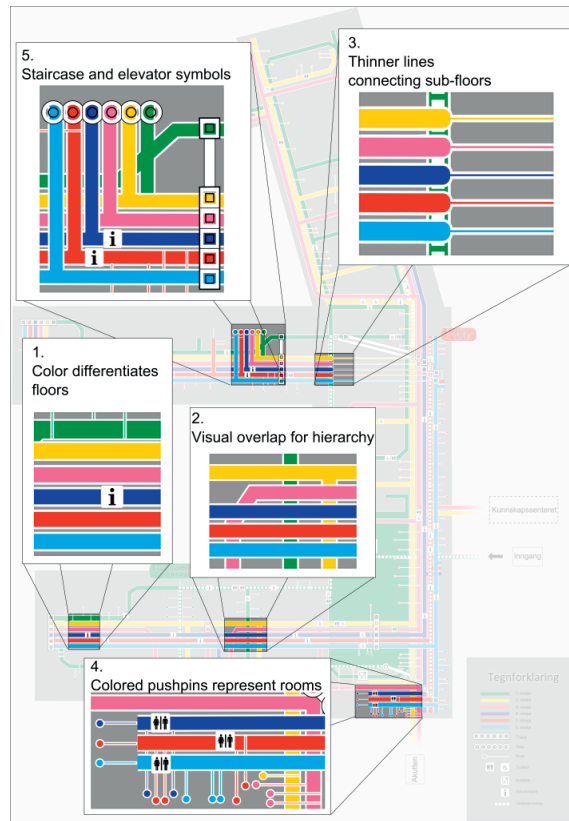 5.
Staircase and elevator symbols
i
i
3.
Thinner lines
connecting sub-floors
1.
Color differentiates
floors
i
2.
Visual overlap for hierarchy
Kunnskapssenteret
Inngang
4.
Colored pushpins represent rooms
Akutten
Tegnforklaring
i